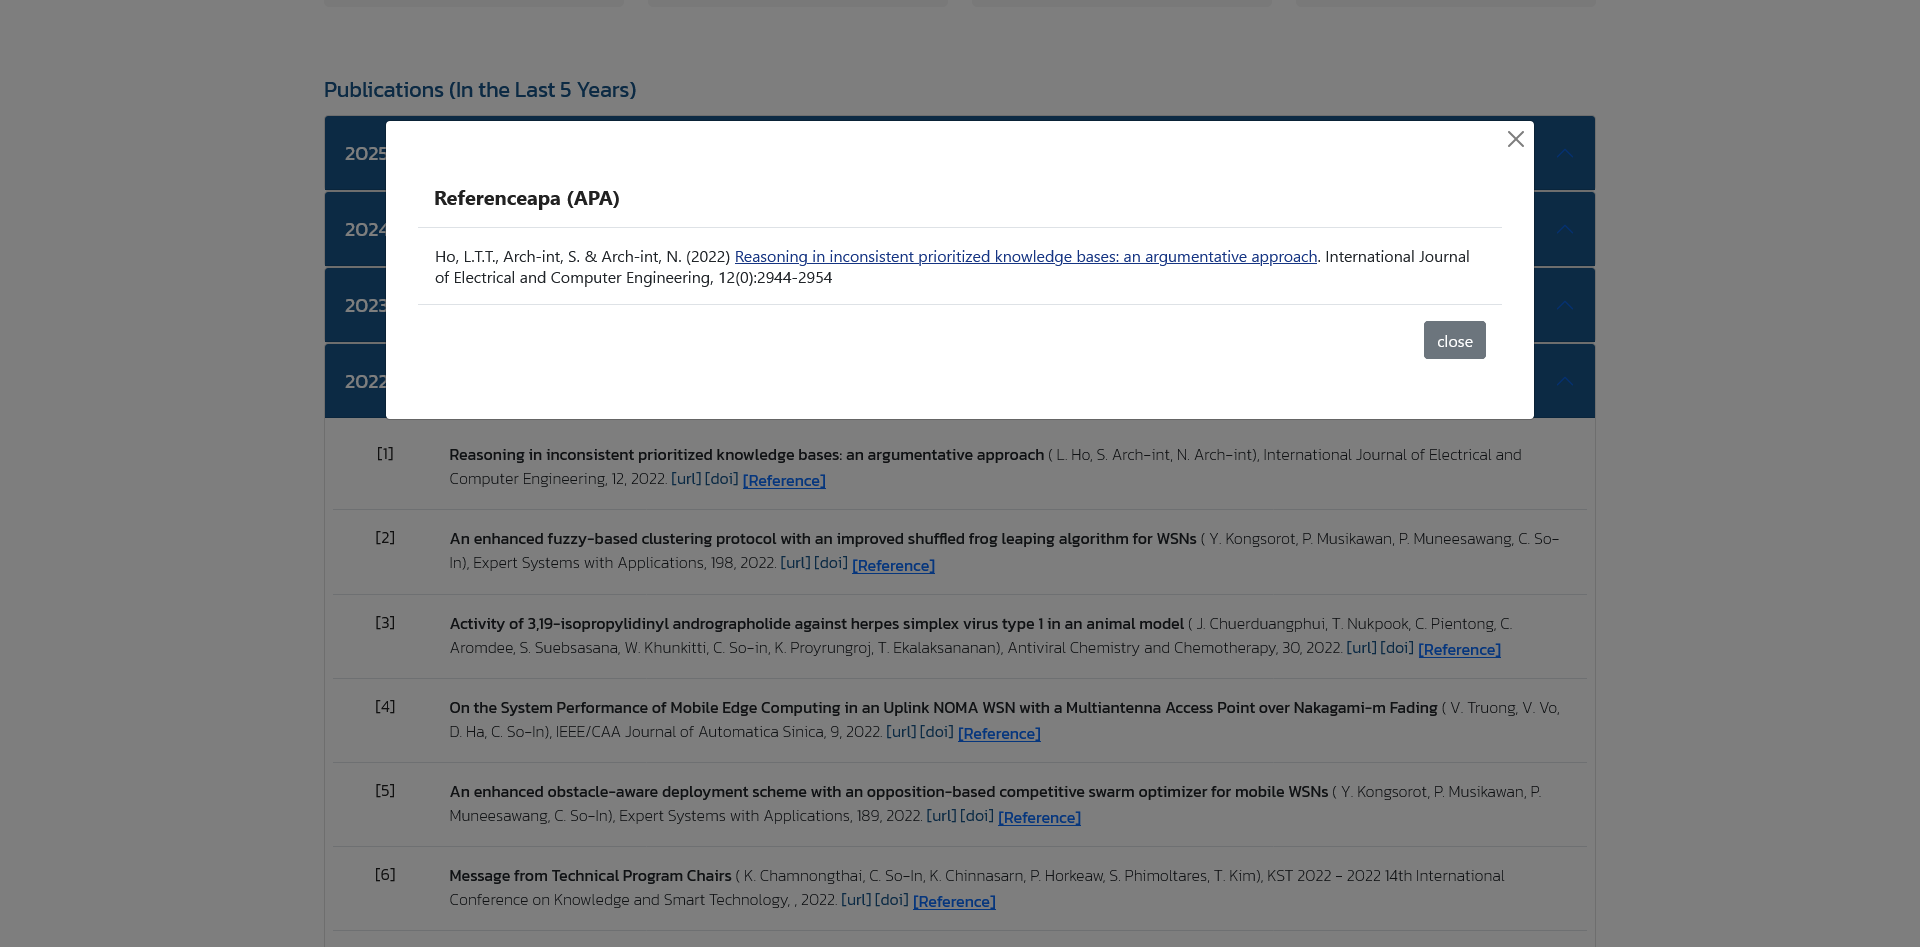 Publications (In the Last 5 Years)
2025
Referenceapa (APA)
2024
Ho, L.T.T., Arch-int, S. & Arch-int, N. (2022) Reasoning in inconsistent prioritized knowledge bases: an argumentative approach. International Journal
of Electrical and Computer Engineering, 12(0):2944-2954
2023
close
2022
[1] Reasoning in inconsistent prioritized knowledge bases: an argumentative approach ( L. Ho, S. Arch-int, N. Arch-int), International Journal of Electrical and
Computer Engineering, 12, 2022. [url] [doi] [Reference]
[2] An enhanced fuzzy-based clustering protocol with an improved shuffled frog leaping algorithm for WSNs ( Y. Kongsorot, P. Musikawan, P. Muneesawang, C. So-
In), Expert Systems with Applications, 198, 2022. [url] [doi] [Reference]
[3] Activity of 3,19-isopropylidinyl andrographolide against herpes simplex virus type 1 in an animal model ( J. Chuerduangphui, T. Nukpook, C. Pientong, C.
Aromdee, S. Suebsasana, W. Khunkitti, C. So-in, K. Proyrungroj, T. Ekalaksananan), Antiviral Chemistry and Chemotherapy, 30, 2022. [url] [doi] [Reference]
[4] On the System Performance of Mobile Edge Computing in an Uplink NOMA WSN with a Multiantenna Access Point over Nakagami-m Fading ( V. Truong, V. Vo,
D. Ha, C. So-In), IEEE/CAA Journal of Automatica Sinica, 9, 2022. [url] [doi] [Reference]
[5] An enhanced obstacle-aware deployment scheme with an opposition-based competitive swarm optimizer for mobile WSNs ( Y. Kongsorot, P. Musikawan, P.
Muneesawang, C. So-In), Expert Systems with Applications, 189, 2022. [url] [doi] [Reference]
[6] Message from Technical Program Chairs ( K. Chamnongthai, C. So-In, K. Chinnasarn, P. Horkeaw, S. Phimoltares, T. Kim), KST 2022 - 2022 14th International
Conference on Knowledge and Smart Technology, , 2022. [url] [doi] [Reference]